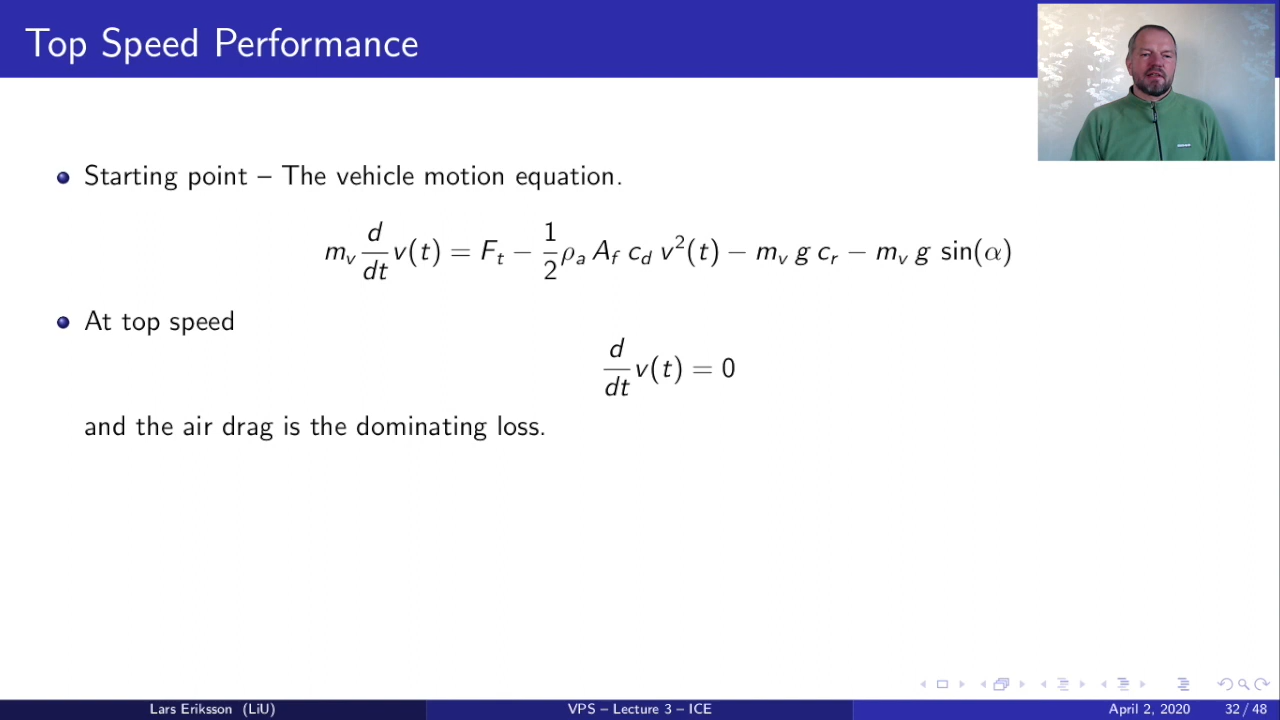 Top Speed Performance
Starting point – The vehicle motion equation.
m_v d/dt v(t) = F_t − 1/2 ρ_a A_f c_d v²(t) − m_v g c_r − m_v g sin(α)
At top speed
d/dt v(t) = 0
and the air drag is the dominating loss.
Lars Eriksson (LiU) VPS – Lecture 3 – ICE April 2, 2020 32 / 48